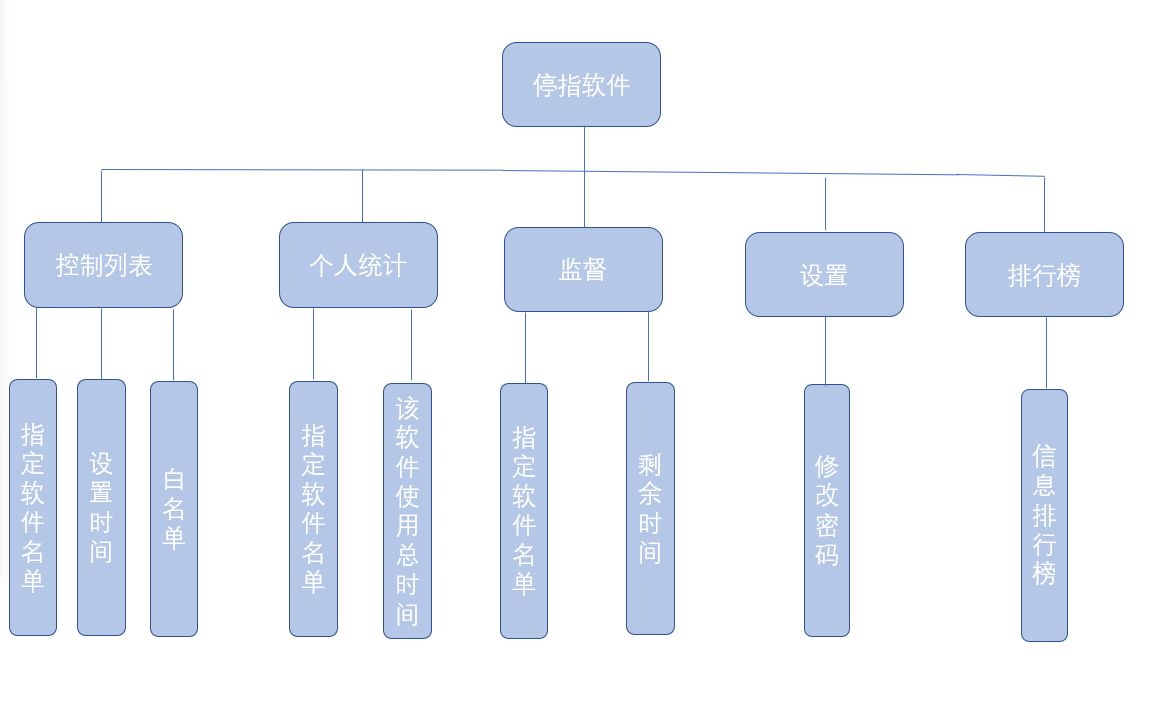 停指软件
控制列表
个人统计
监督
设置
排行榜
指定软件名单
设置时间
白名单
指定软件名单
该软件使用总时间
指定软件名单
剩余时间
修改密码
信息排行榜